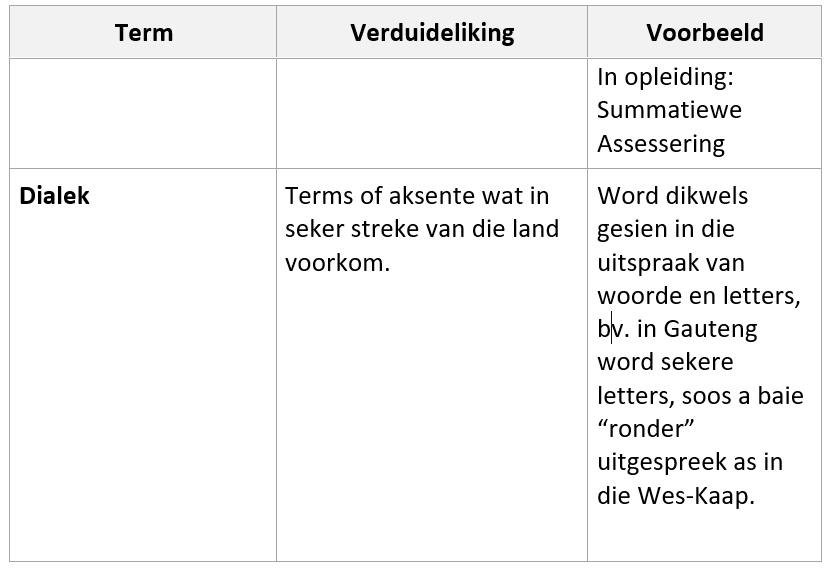 Term Verduideliking Voorbeeld
In opleiding:
Summatiewe
Assessering
Dialek
Terms of aksente wat in
seker streke van die land
voorkom.
Word dikwels
gesien in die
uitspraak van
woorde en letters,
bv. in Gauteng
word sekere
letters, soos a baie
“ronder”
uitgespreek as in
die Wes-Kaap.